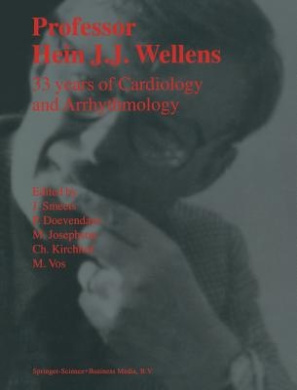 Professor
Hein J.J. Wellens
33 years of Cardiology
and Arrhythmology
Edited by
J. Smeets
P. Doevendans
M. Josephson
Ch. Kirchhof
M. Vos
Springer-Science+Business Media, B.V.